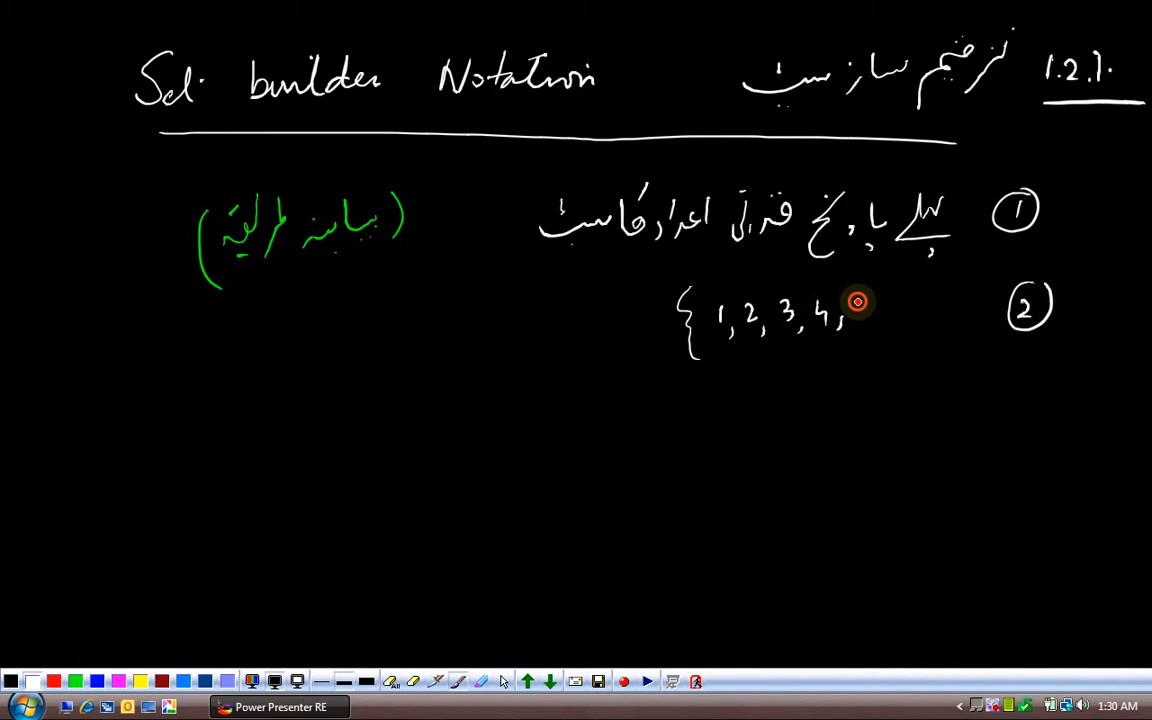 1.2.1. ترقیم ساز سیٹ Set builder Notation
① پہلے پانچ قدرتی اعداد کا سیٹ (بیانیہ طریقہ)
② { 1, 2, 3, 4,
Power Presenter RE
1:30 AM